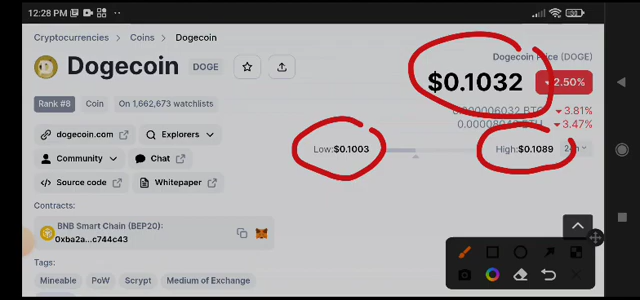 12:28 PM
Cryptocurrencies > Coins > Dogecoin
Dogecoin DOGE
Dogecoin Price (DOGE)
$0.1032 2.50%
Rank #8 Coin On 1,662,673 watchlists
0.000006032 BTC 3.81%
ETH 3.47%
dogecoin.com Explorers
Low:$0.1003 High:$0.1089 24h
Community Chat
Source code Whitepaper
Contracts:
BNB Smart Chain (BEP20):
0xba2a...c744c43
Tags:
Mineable PoW Scrypt Medium of Exchange